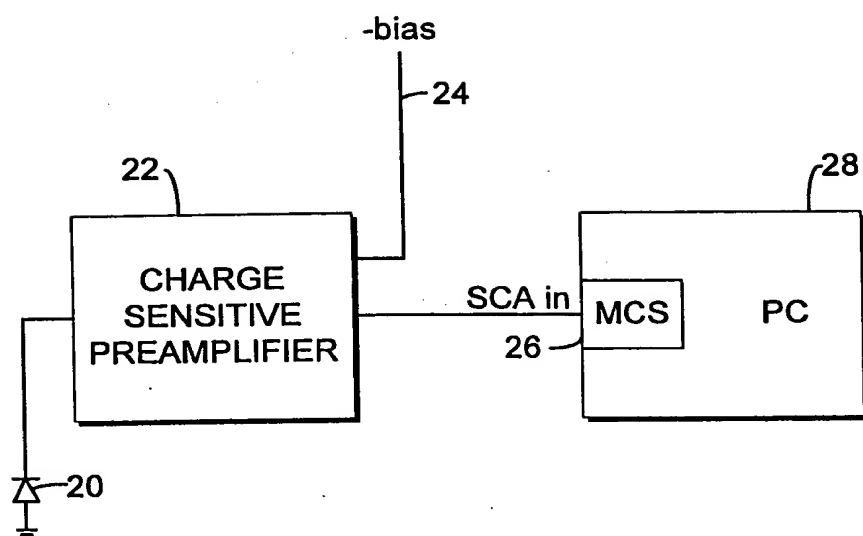 -bias
24
22
28
CHARGE
SENSITIVE
PREAMPLIFIER
SCA in
MCS
PC
26
20